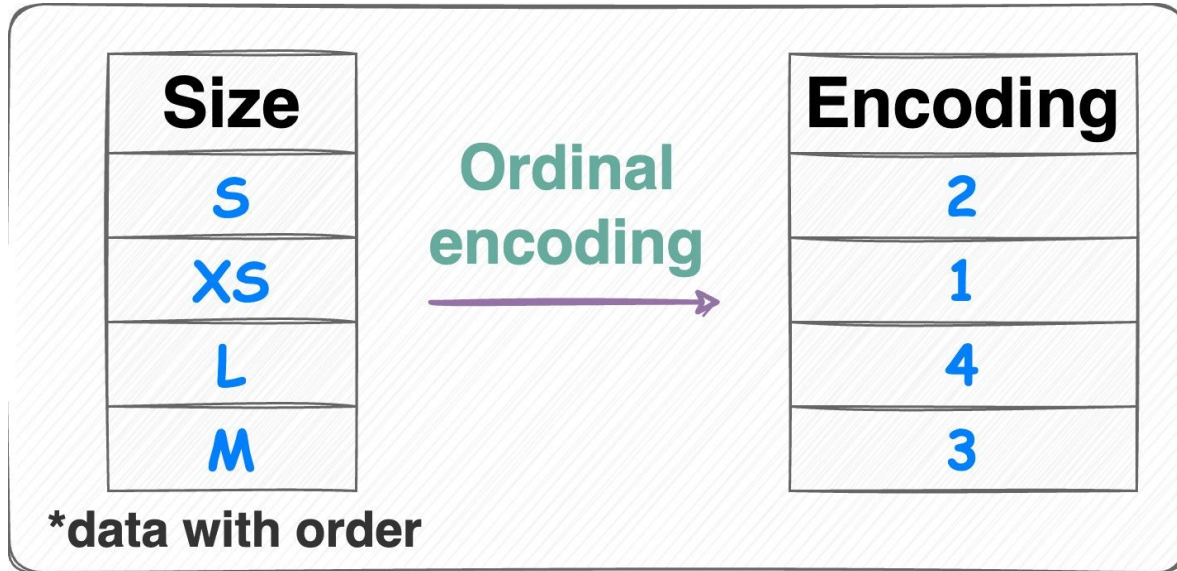 Size
S
XS
L
M
*data with order
Ordinal
encoding
Encoding
2
1
4
3